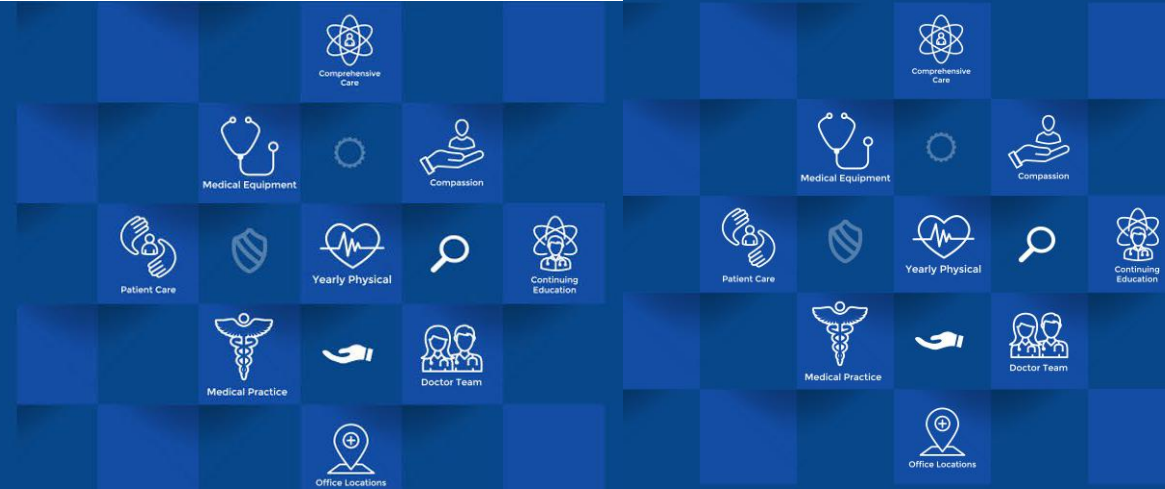 Comprehensive
Care
Medical Equipment
Compassion
Patient Care
Yearly Physical
Continuing
Education
Medical Practice
Doctor Team
Office Locations
Comprehensive
Care
Medical Equipment
Compassion
Patient Care
Yearly Physical
Continuing
Education
Medical Practice
Doctor Team
Office Locations